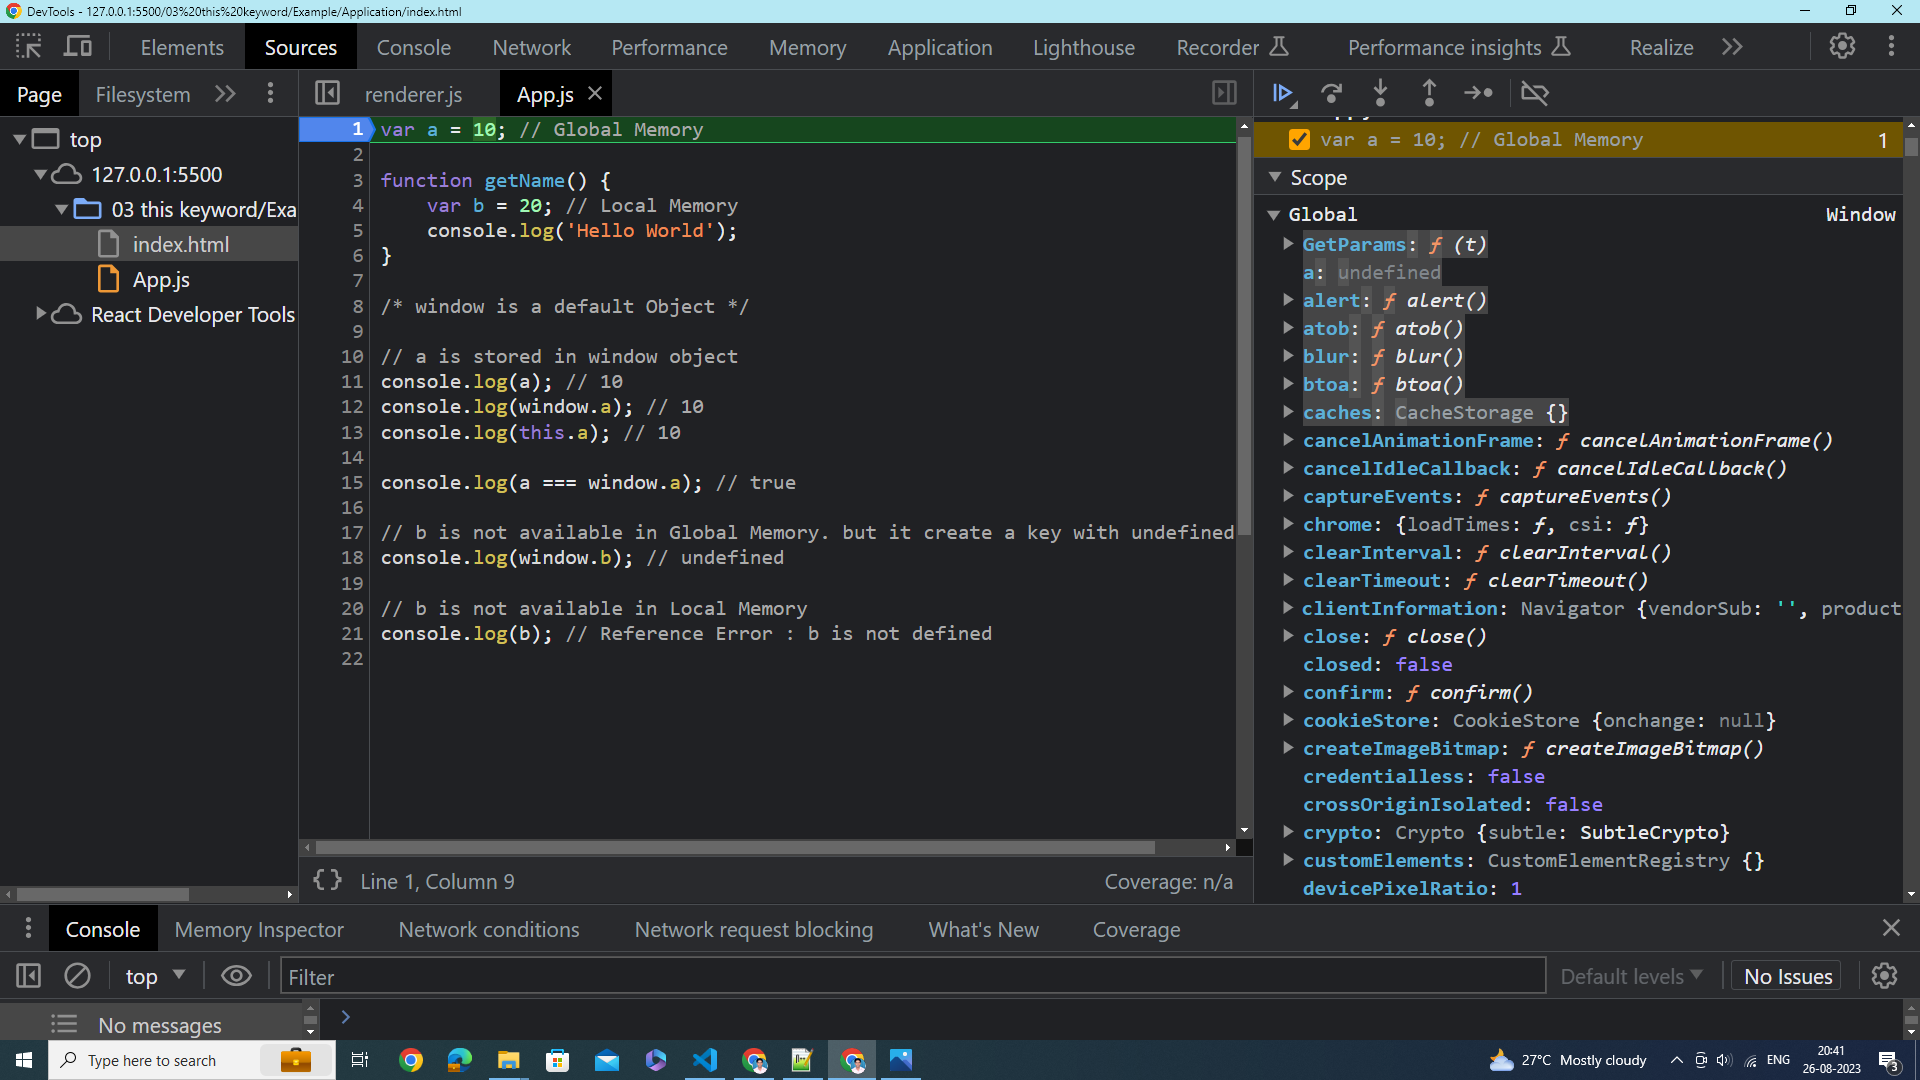 DevTools - 127.0.0.1:5500/03%20this%20keyword/Example/Application/index.html
Elements Sources Console Network Performance Memory Application Lighthouse Recorder Performance insights Realize
Page Filesystem
top
127.0.0.1:5500
03 this keyword/Exa
index.html
App.js
React Developer Tools
renderer.js App.js
1 var a = 10; // Global Memory
2
3 function getName() {
4 var b = 20; // Local Memory
5 console.log('Hello World');
6 }
7
8 /* window is a default Object */
9
10 // a is stored in window object
11 console.log(a); // 10
12 console.log(window.a); // 10
13 console.log(this.a); // 10
14
15 console.log(a === window.a); // true
16
17 // b is not available in Global Memory. but it create a key with undefined
18 console.log(window.b); // undefined
19
20 // b is not available in Local Memory
21 console.log(b); // Reference Error : b is not defined
22
{} Line 1, Column 9 Coverage: n/a
var a = 10; // Global Memory 1
Scope
Global Window
GetParams: ƒ (t)
a: undefined
alert: ƒ alert()
atob: ƒ atob()
blur: ƒ blur()
btoa: ƒ btoa()
caches: CacheStorage {}
cancelAnimationFrame: ƒ cancelAnimationFrame()
cancelIdleCallback: ƒ cancelIdleCallback()
captureEvents: ƒ captureEvents()
chrome: {loadTimes: ƒ, csi: ƒ}
clearInterval: ƒ clearInterval()
clearTimeout: ƒ clearTimeout()
clientInformation: Navigator {vendorSub: '', product
close: ƒ close()
closed: false
confirm: ƒ confirm()
cookieStore: CookieStore {onchange: null}
createImageBitmap: ƒ createImageBitmap()
credentialless: false
crossOriginIsolated: false
crypto: Crypto {subtle: SubtleCrypto}
customElements: CustomElementRegistry {}
devicePixelRatio: 1
Console Memory Inspector Network conditions Network request blocking What's New Coverage
top Filter Default levels No Issues
No messages
Type here to search
27°C Mostly cloudy ENG
20:41
26-08-2023
3